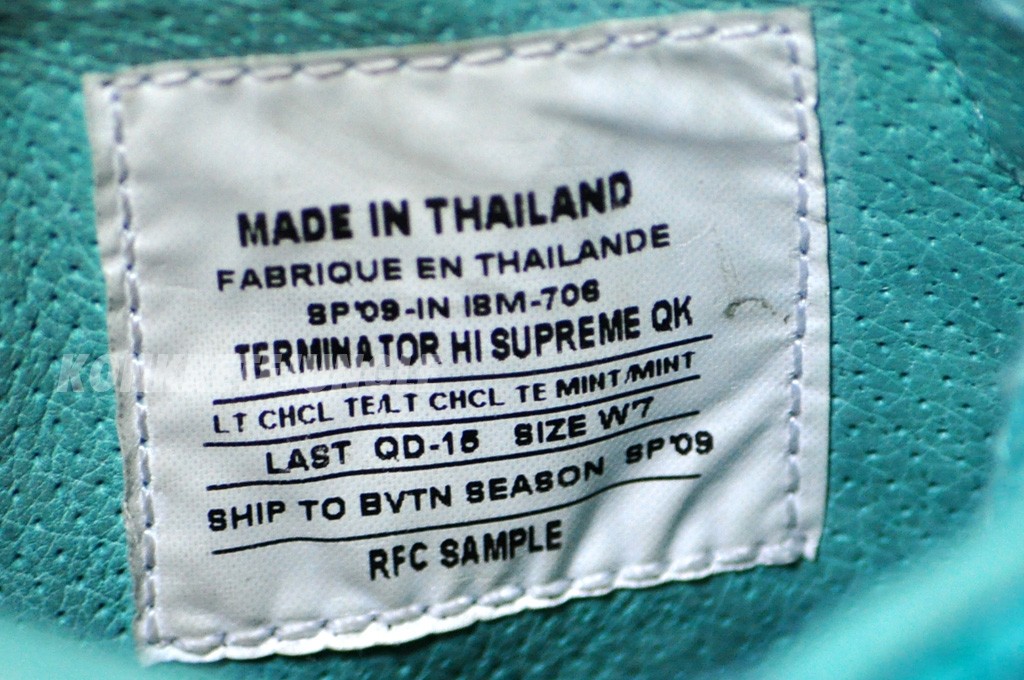 MADE IN THAILAND
FABRIQUE EN THAILANDE
SP'09-IN I8M-706
TERMINATOR HI SUPREME QK
LT CHCL TE/LT CHCL TE MINT/MINT
LAST QD-15 SIZE W7
SHIP TO BVTN SEASON SP'09
RFC SAMPLE